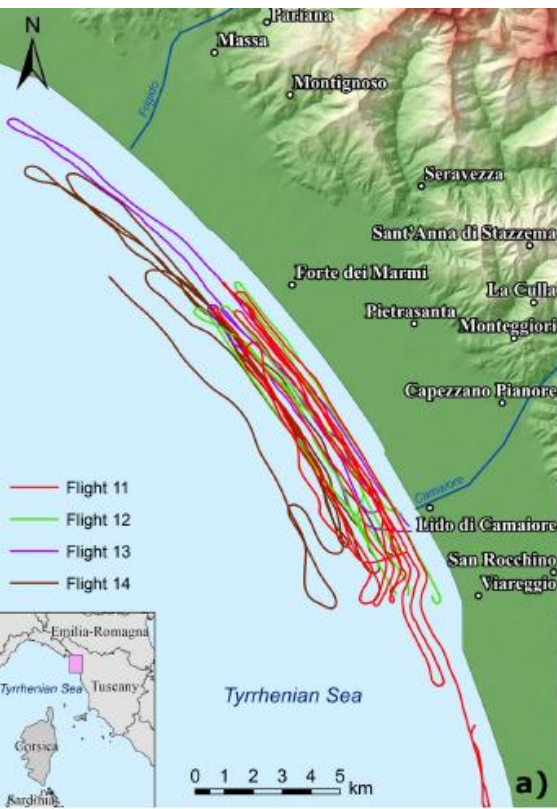 Pariana
N
Massa
Montignoso
Frigido
Seravezza
Sant'Anna di Stazzema
Forte dei Marmi
La Culla
Pietrasanta
Monteggiori
Capezzano Pianore
Camaiore
Flight 11
Flight 12
Lido di Camaiore
Flight 13
San Rocchino
Flight 14
Viareggio
Emilia-Romagna
Tyrrhenian Sea
Tuscany
Tyrrhenian Sea
Corsica
0 1 2 3 4 5
km
a)
Sardinia